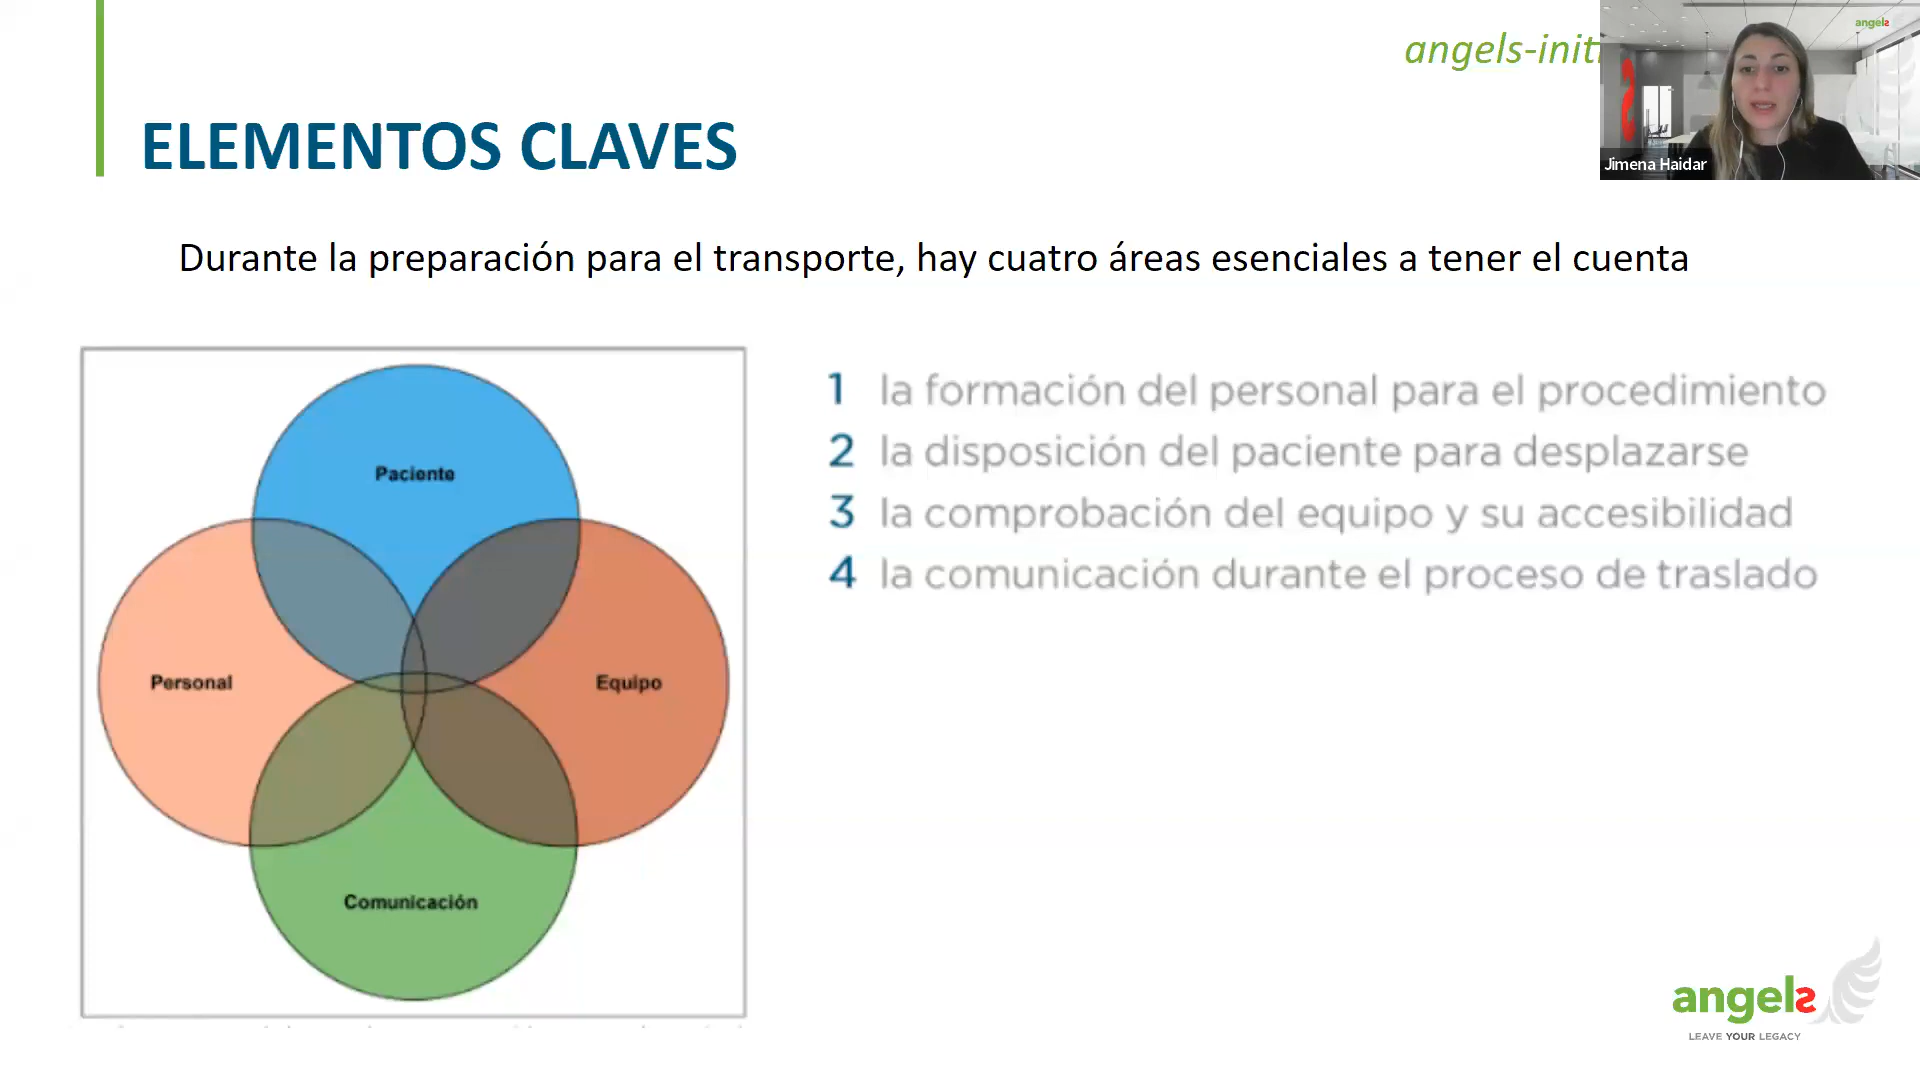 angels-initi
angels
Jimena Haidar
ELEMENTOS CLAVES
Durante la preparación para el transporte, hay cuatro áreas esenciales a tener el cuenta
Paciente
Personal
Equipo
Comunicación
1 la formación del personal para el procedimiento
2 la disposición del paciente para desplazarse
3 la comprobación del equipo y su accesibilidad
4 la comunicación durante el proceso de traslado
angels
LEAVE YOUR LEGACY